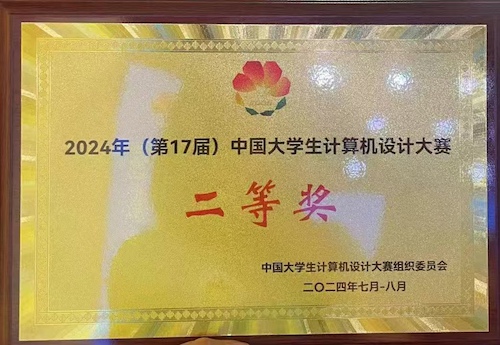 2024年（第17届）中国大学生计算机设计大赛
二等奖
中国大学生计算机设计大赛组织委员会
二〇二四年七月-八月